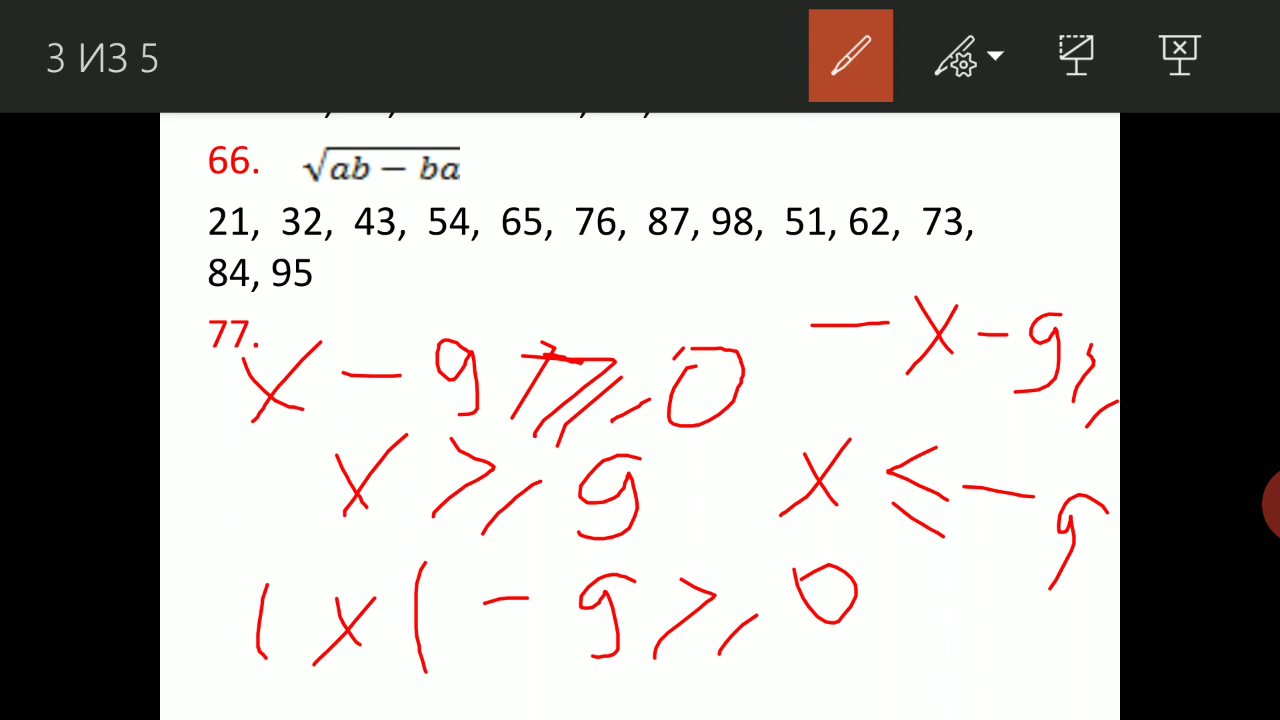 3 ИЗ 5
66. √ab − ba
21, 32, 43, 54, 65, 76, 87, 98, 51, 62, 73,
84, 95
77.
x − 9 ⩾ 0 − x − 9 ⩾
x ⩾ 9 x ≤ − 9
|x| − 9 ⩾ 0